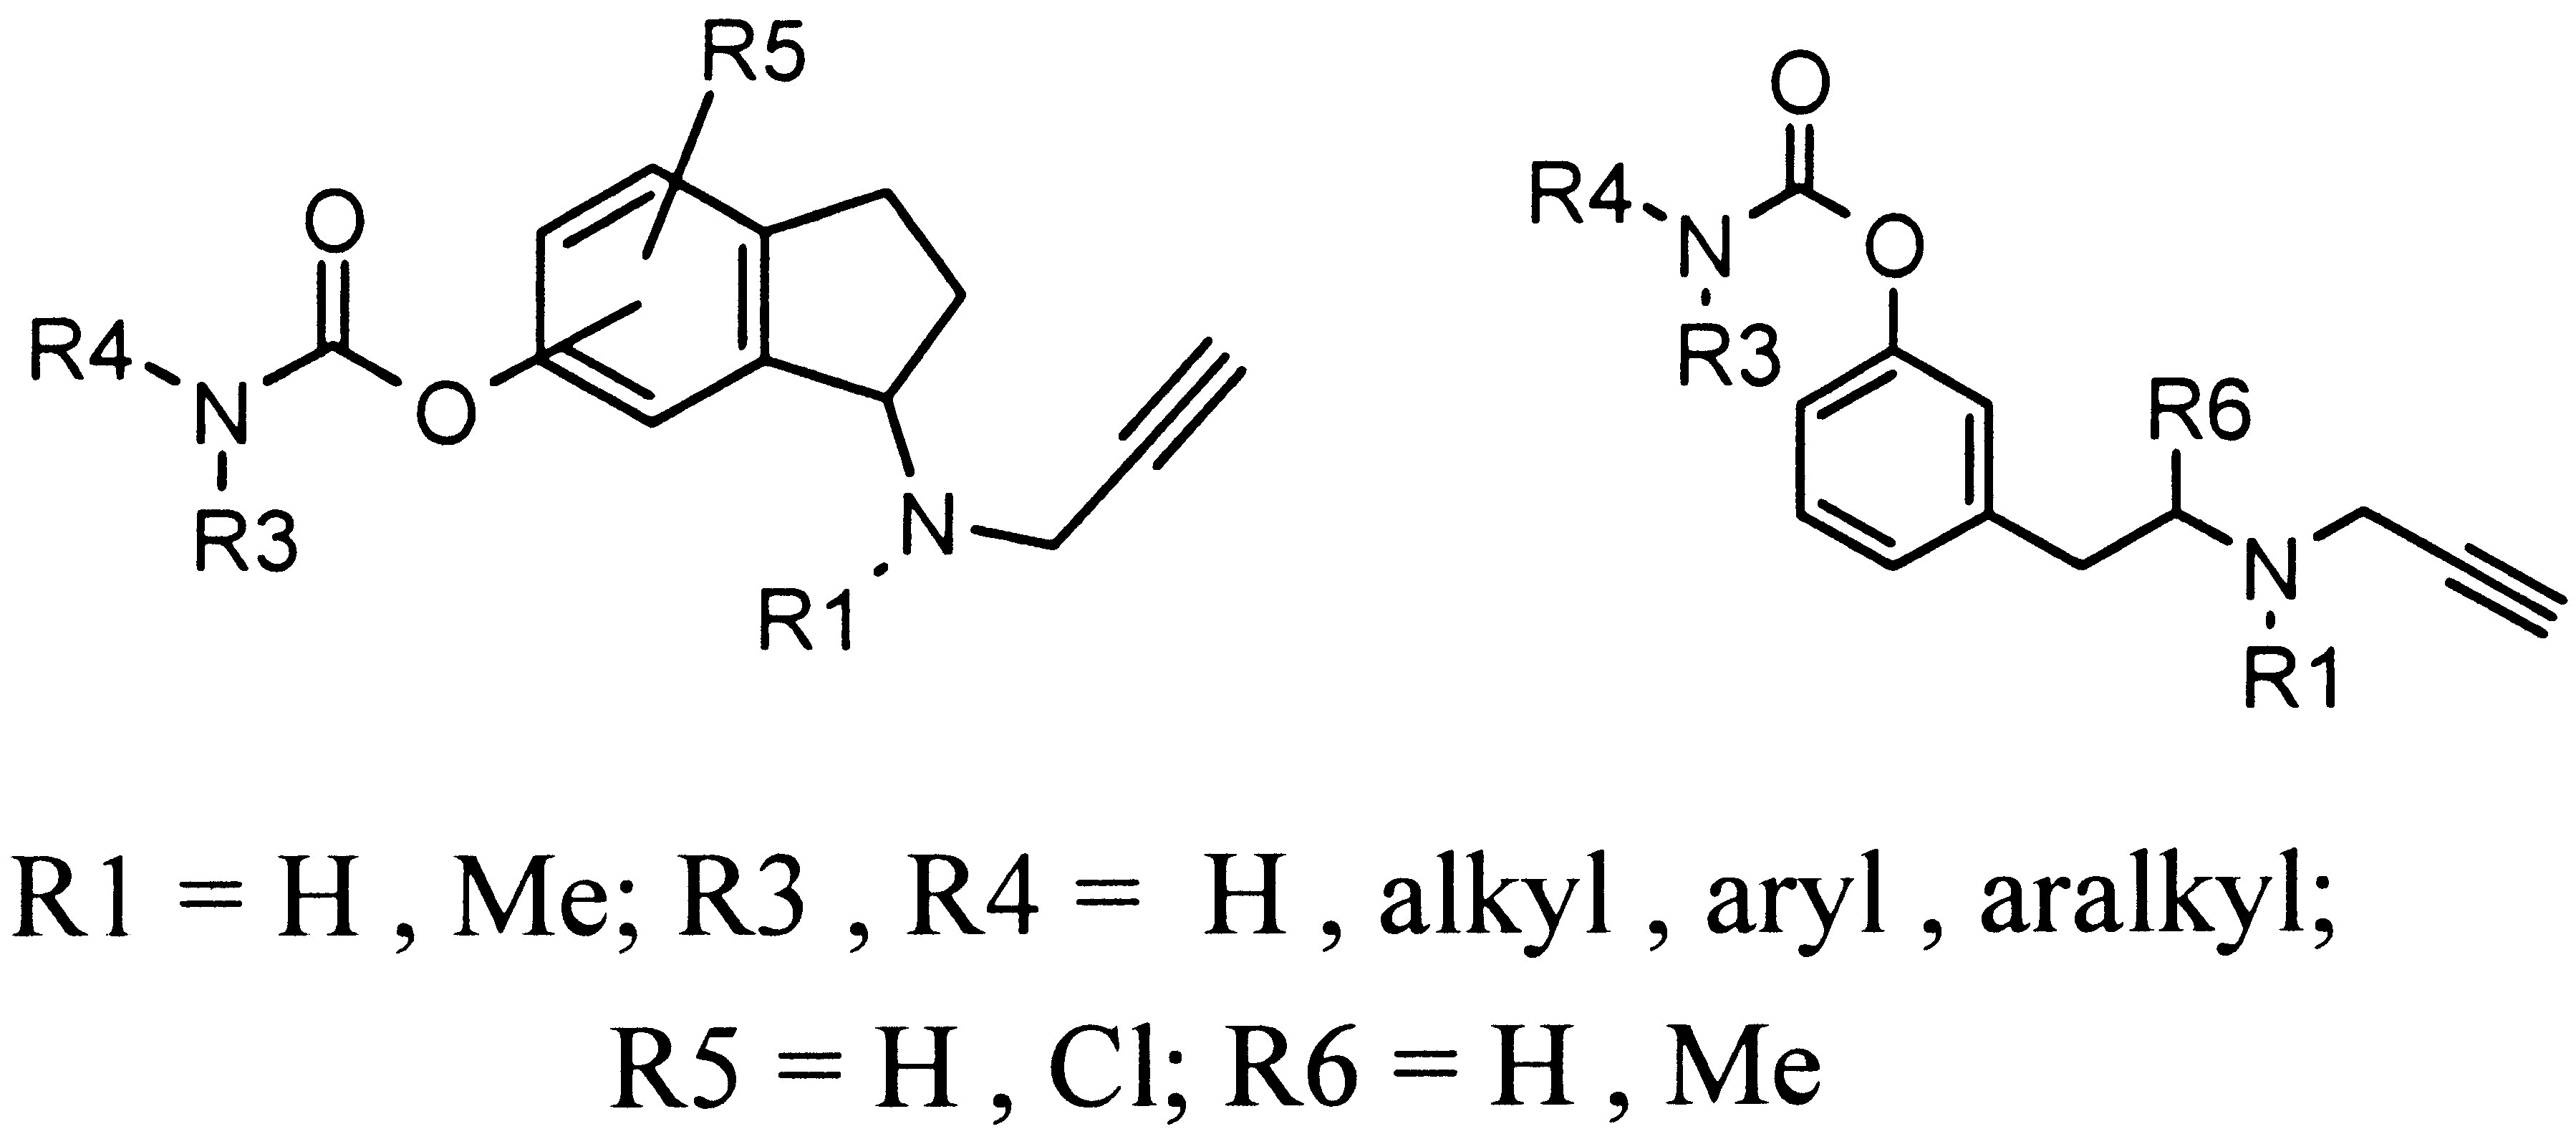 R5
O
O
R4
N
O
R4
N
O
R3
R6
R3
N
N
R1
R1
R1 = H , Me; R3 , R4 = H , alkyl , aryl , aralkyl;
R5 = H , Cl; R6 = H , Me